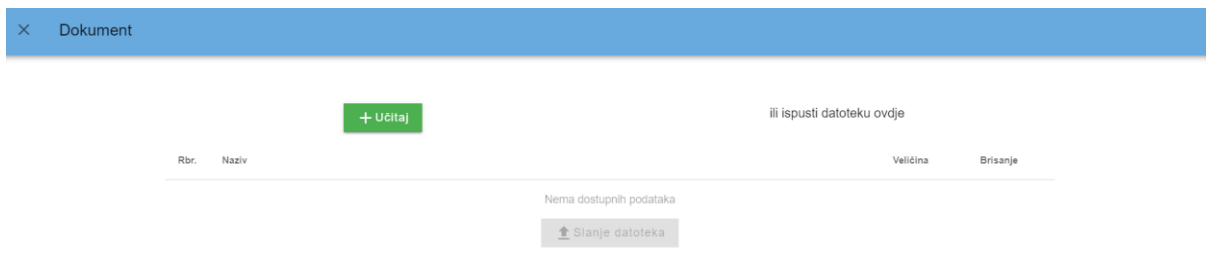 Dokument
Učitaj
ili ispusti datoteku ovdje
Rbr. Naziv Veličina Brisanje
Nema dostupnih podataka
Slanje datoteka